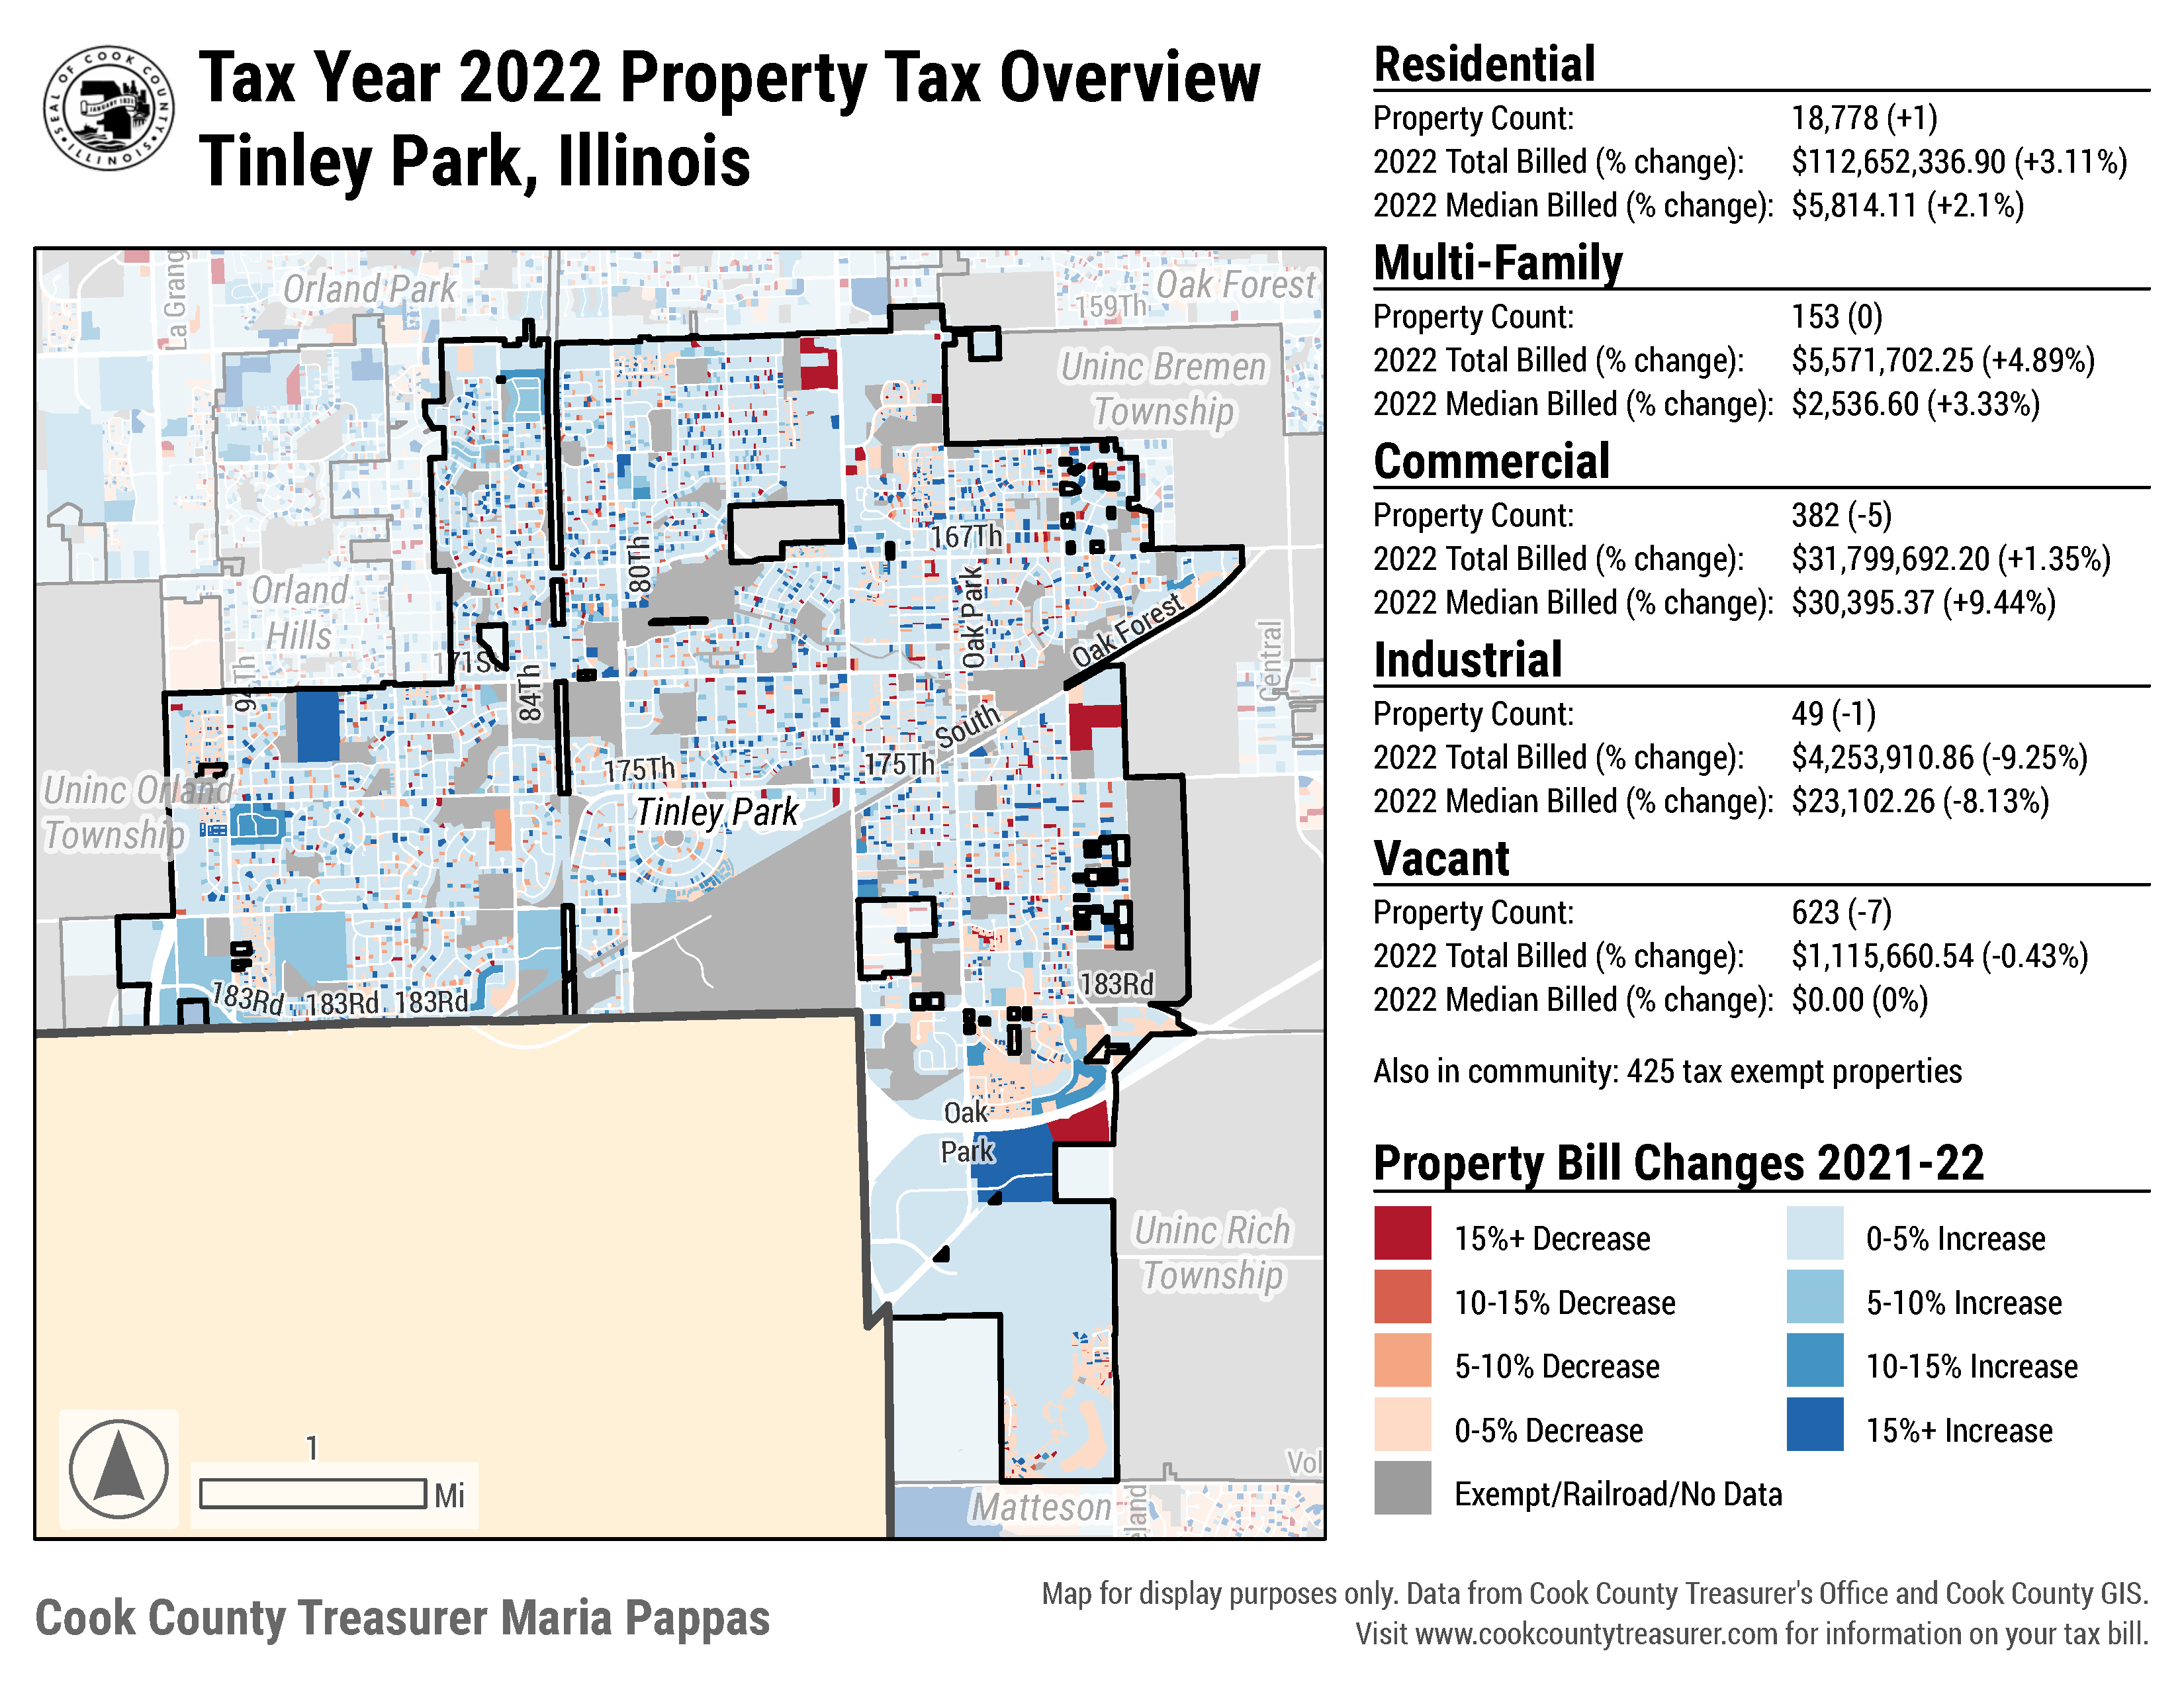 SEAL OF COOK COUNTY
JANUARY 1831
ILLINOIS
Tax Year 2022 Property Tax Overview
Tinley Park, Illinois
La Grang
Orland Park
Oak Forest
159Th
Uninc Bremen
Township
167Th
80Th
Orland
Hills
Oak Park
Oak Forest
171St
94Th
84Th
Central
South
175Th
175Th
Uninc Orland
Township
Tinley Park
183Rd
183Rd
183Rd
183Rd
Oak
Park
Uninc Rich
Township
1
Mi
Vol
Matteson
eland
Residential
Property Count: 18,778 (+1)
2022 Total Billed (% change): $112,652,336.90 (+3.11%)
2022 Median Billed (% change): $5,814.11 (+2.1%)
Multi-Family
Property Count: 153 (0)
2022 Total Billed (% change): $5,571,702.25 (+4.89%)
2022 Median Billed (% change): $2,536.60 (+3.33%)
Commercial
Property Count: 382 (-5)
2022 Total Billed (% change): $31,799,692.20 (+1.35%)
2022 Median Billed (% change): $30,395.37 (+9.44%)
Industrial
Property Count: 49 (-1)
2022 Total Billed (% change): $4,253,910.86 (-9.25%)
2022 Median Billed (% change): $23,102.26 (-8.13%)
Vacant
Property Count: 623 (-7)
2022 Total Billed (% change): $1,115,660.54 (-0.43%)
2022 Median Billed (% change): $0.00 (0%)
Also in community: 425 tax exempt properties
Property Bill Changes 2021-22
15%+ Decrease
10-15% Decrease
5-10% Decrease
0-5% Decrease
Exempt/Railroad/No Data
0-5% Increase
5-10% Increase
10-15% Increase
15%+ Increase
Cook County Treasurer Maria Pappas
Map for display purposes only. Data from Cook County Treasurer's Office and Cook County GIS.
Visit www.cookcountytreasurer.com for information on your tax bill.